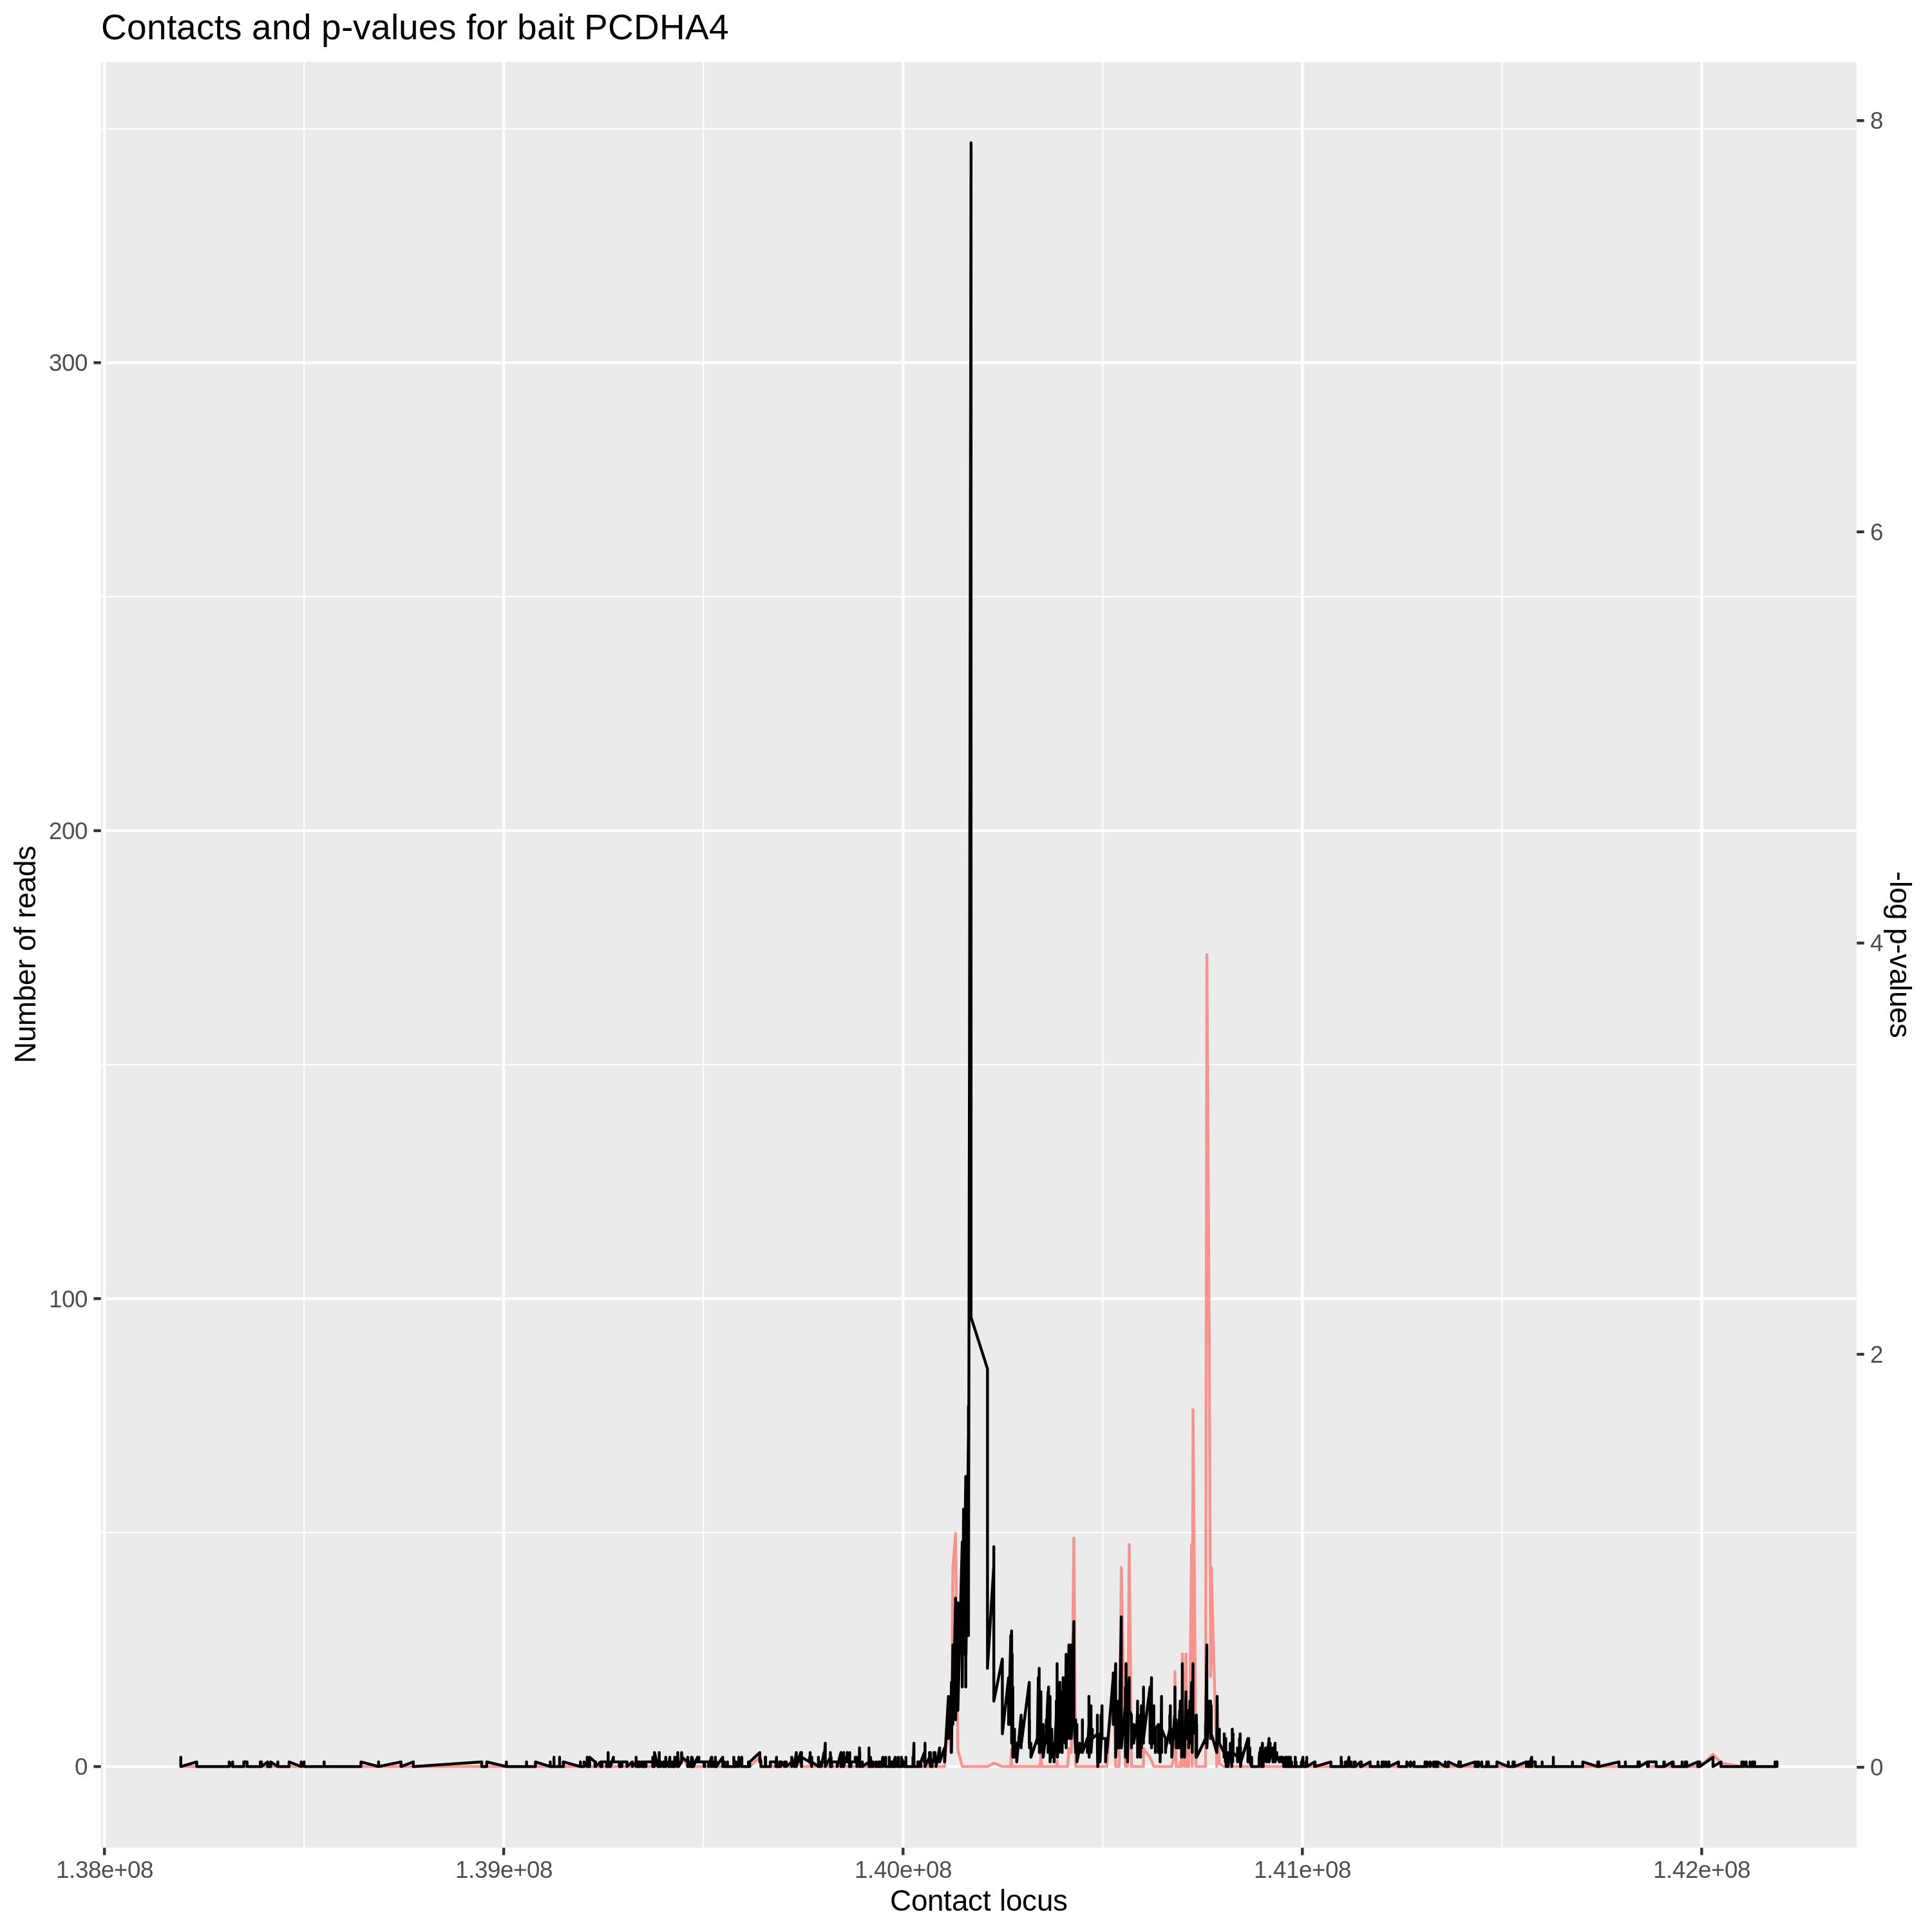 Contacts and p-values for bait PCDHA4
Number of reads
300
200
100
0
8
6
4
2
0
-log p-values
1.38e+08
1.39e+08
1.40e+08
1.41e+08
1.42e+08
Contact locus